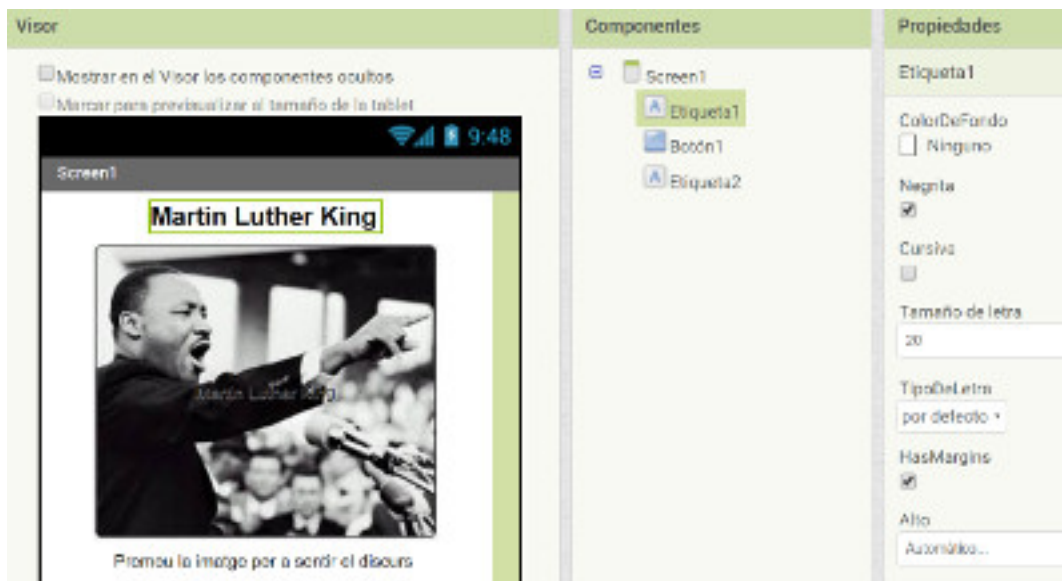 Visor
Mostrar en el Visor los componentes ocultos
Marcar para previsualizar al tamaño de la tablet
9:48
Screen1
Martin Luther King
Martin Luther King
Premeu la imatge per a sentir el discurs
Componentes
Screen1
Etiqueta1
Botón1
Etiqueta2
Propiedades
Etiqueta1
ColorDeFondo
Ninguno
Negrita
Cursiva
Tamaño de letra
20
TipoDeLetra
por defecto
HasMargins
Alto
Automático...